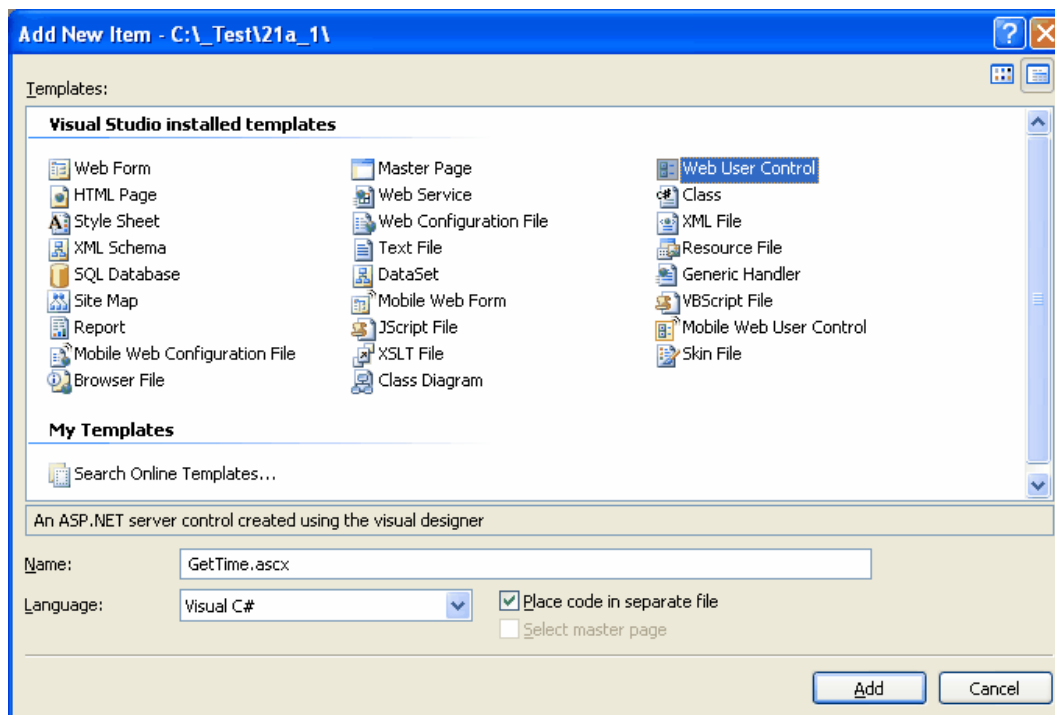 Add New Item - C:\_Test\21a_1\
Templates:
Visual Studio installed templates
Web Form Master Page Web User Control
HTML Page Web Service Class
Style Sheet Web Configuration File XML File
XML Schema Text File Resource File
SQL Database DataSet Generic Handler
Site Map Mobile Web Form VBScript File
Report JScript File Mobile Web User Control
Mobile Web Configuration File XSLT File Skin File
Browser File Class Diagram
My Templates
Search Online Templates...
An ASP.NET server control created using the visual designer
Name: GetTime.ascx
Language: Visual C# Place code in separate file
Select master page
Add Cancel